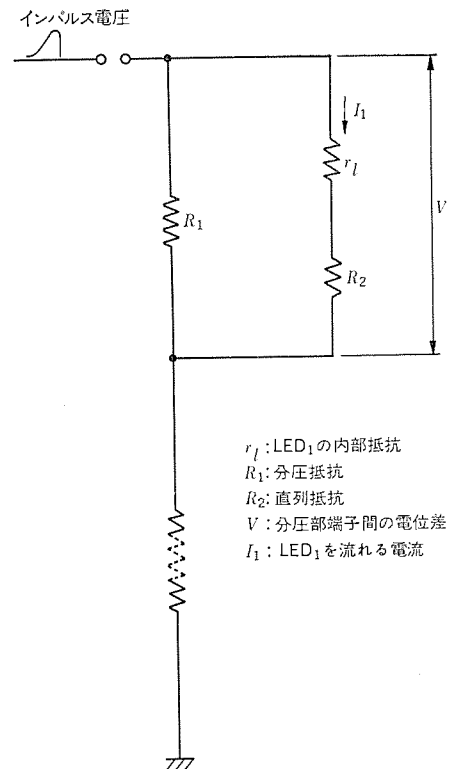 インパルス電圧
I1
rl
R1
V
R2
rl:LED1の内部抵抗
R1:分圧抵抗
R2:直列抵抗
V:分圧部端子間の電位差
I1:LED1を流れる電流